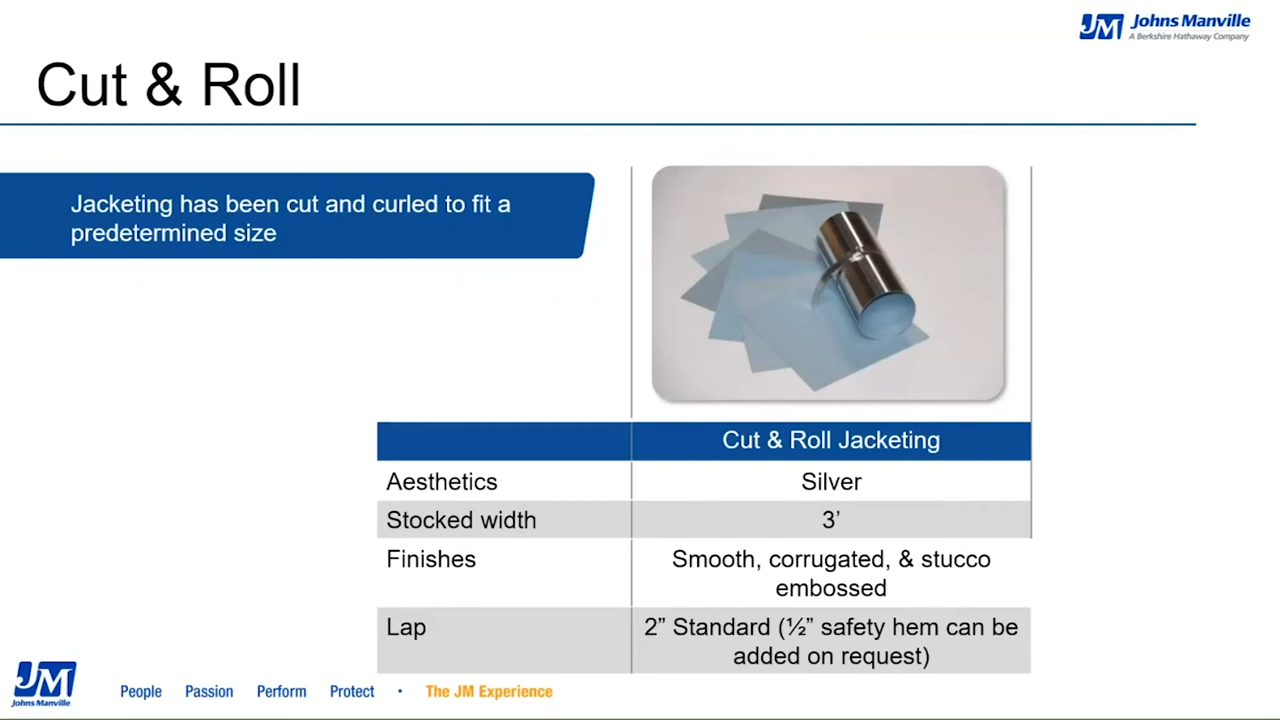 JM Johns Manville
A Berkshire Hathaway Company
Cut & Roll
Jacketing has been cut and curled to fit a
predetermined size
Cut & Roll Jacketing
Aesthetics Silver
Stocked width 3’
Finishes Smooth, corrugated, & stucco
embossed
Lap 2” Standard (½” safety hem can be
added on request)
JM
Johns Manville
People Passion Perform Protect · The JM Experience